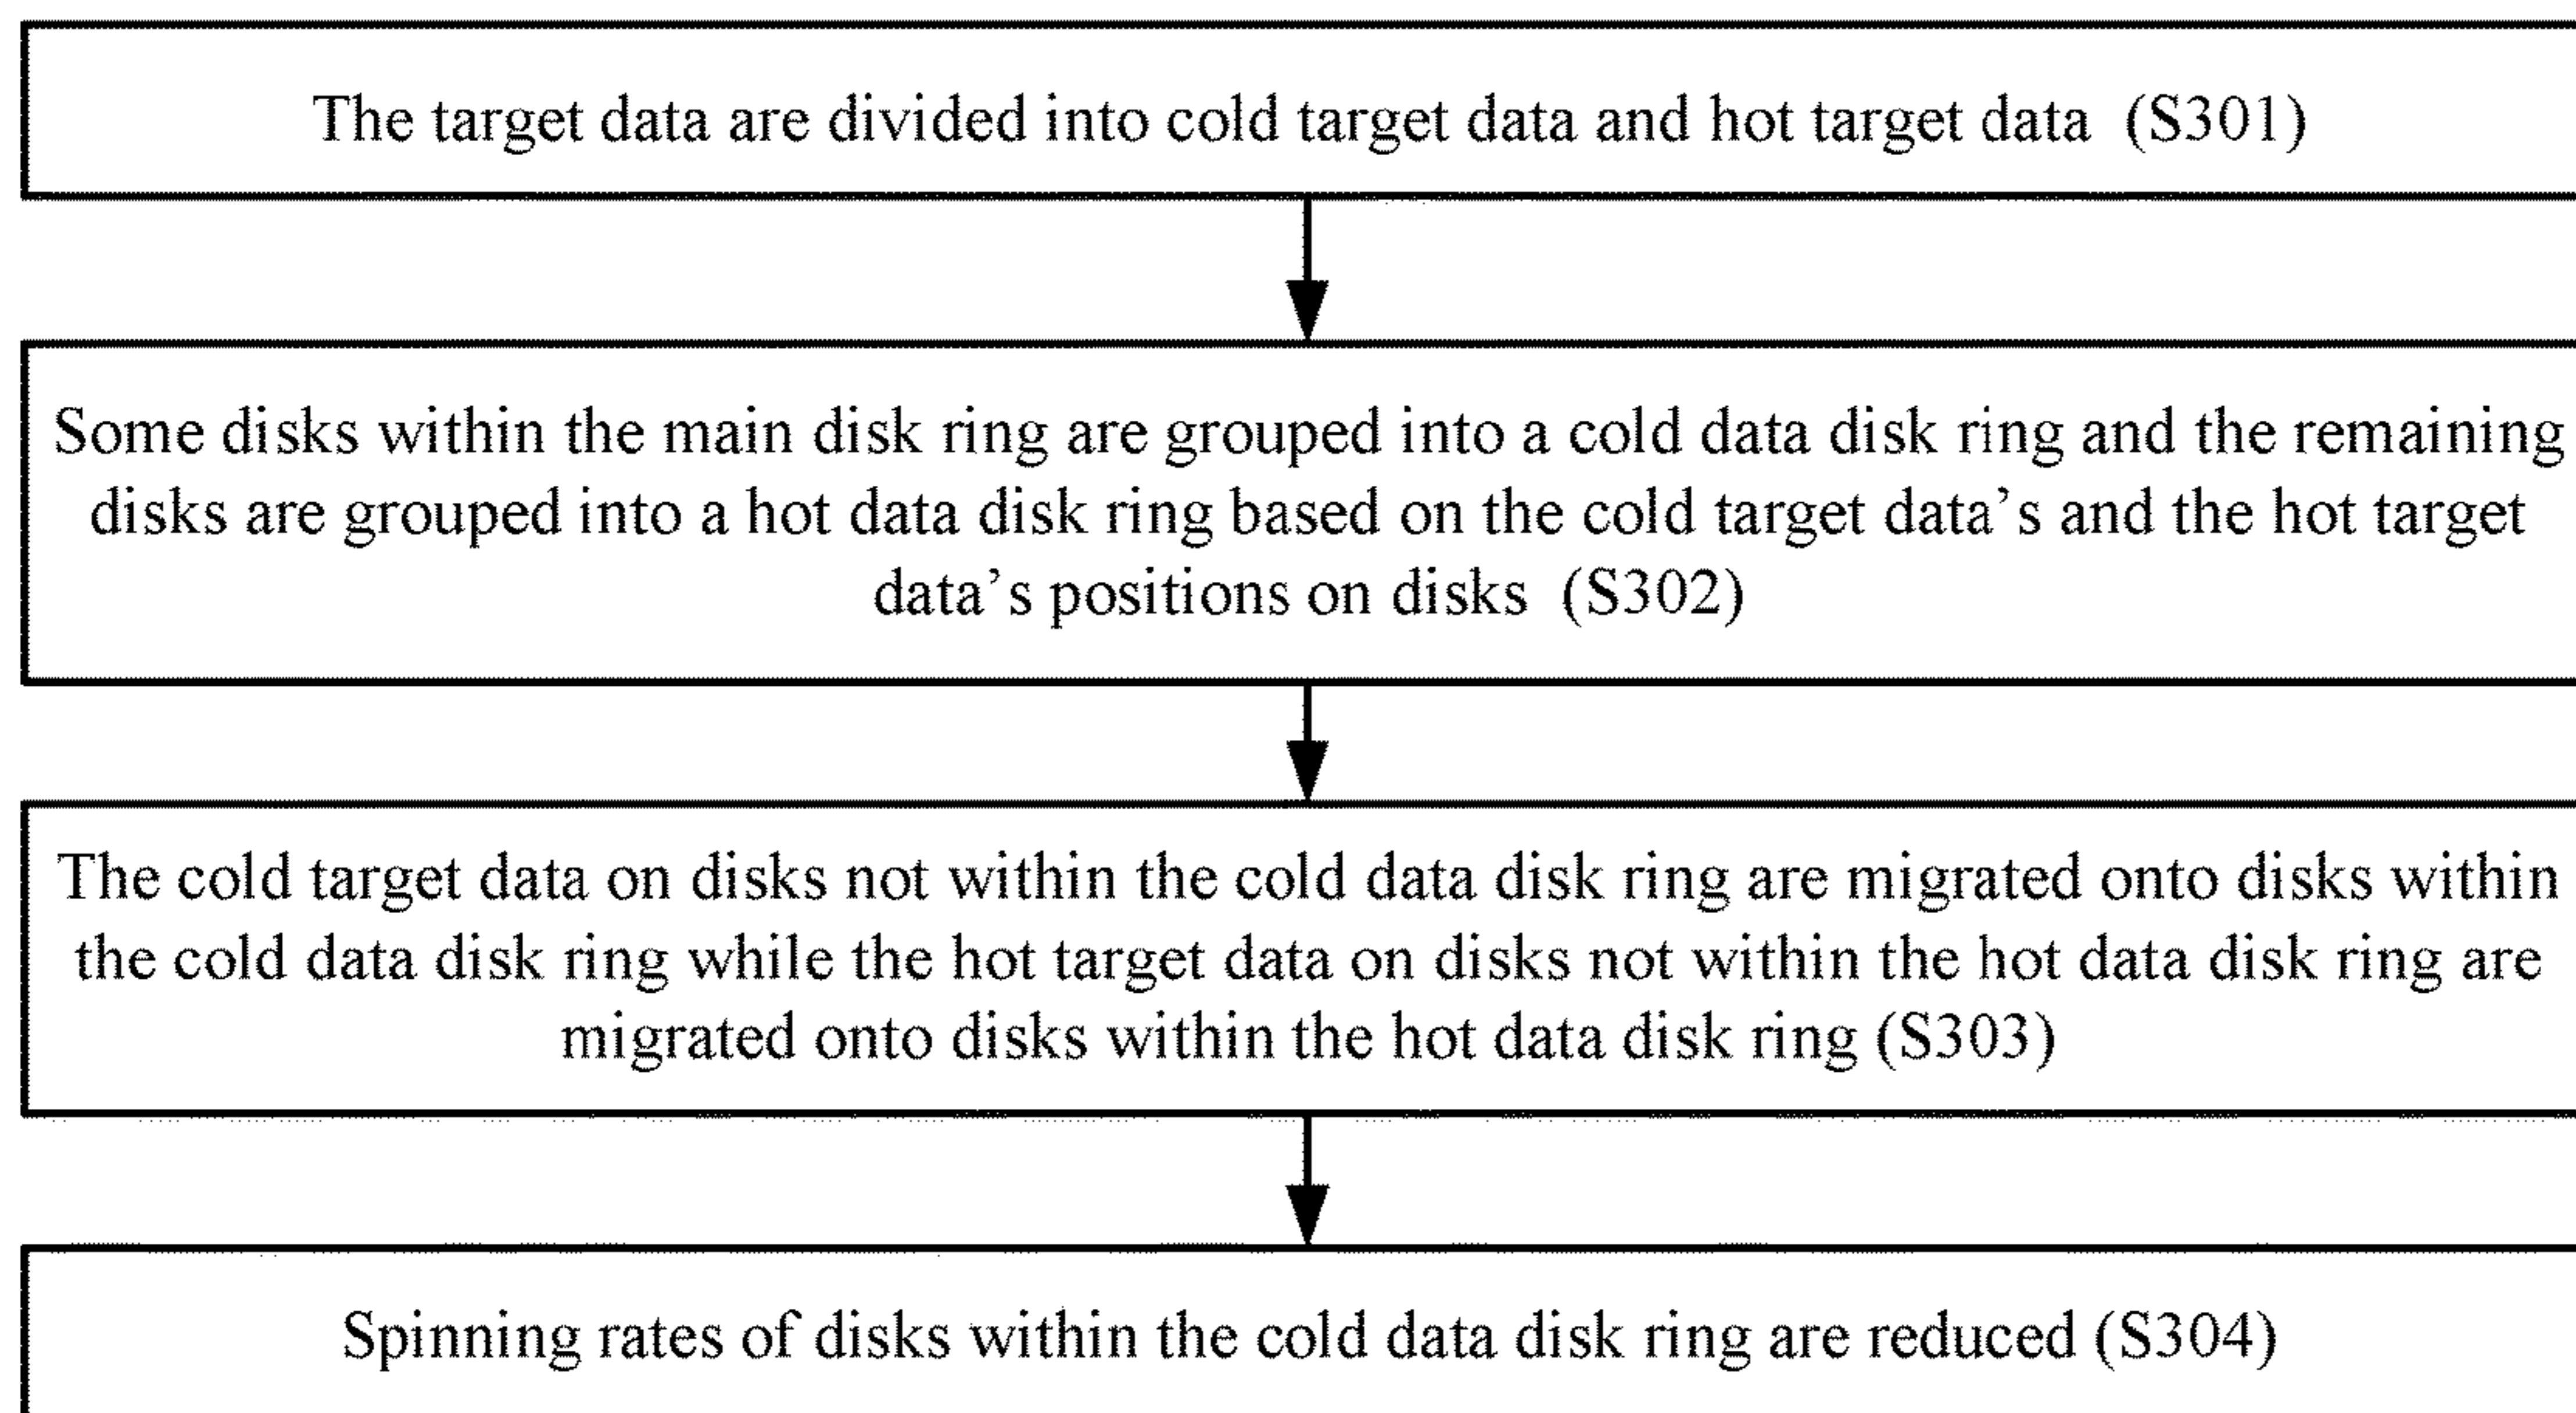 The target data are divided into cold target data and hot target data (S301)
Some disks within the main disk ring are grouped into a cold data disk ring and the remaining
disks are grouped into a hot data disk ring based on the cold target data’s and the hot target
data’s positions on disks (S302)
The cold target data on disks not within the cold data disk ring are migrated onto disks within
the cold data disk ring while the hot target data on disks not within the hot data disk ring are
migrated onto disks within the hot data disk ring (S303)
Spinning rates of disks within the cold data disk ring are reduced (S304)